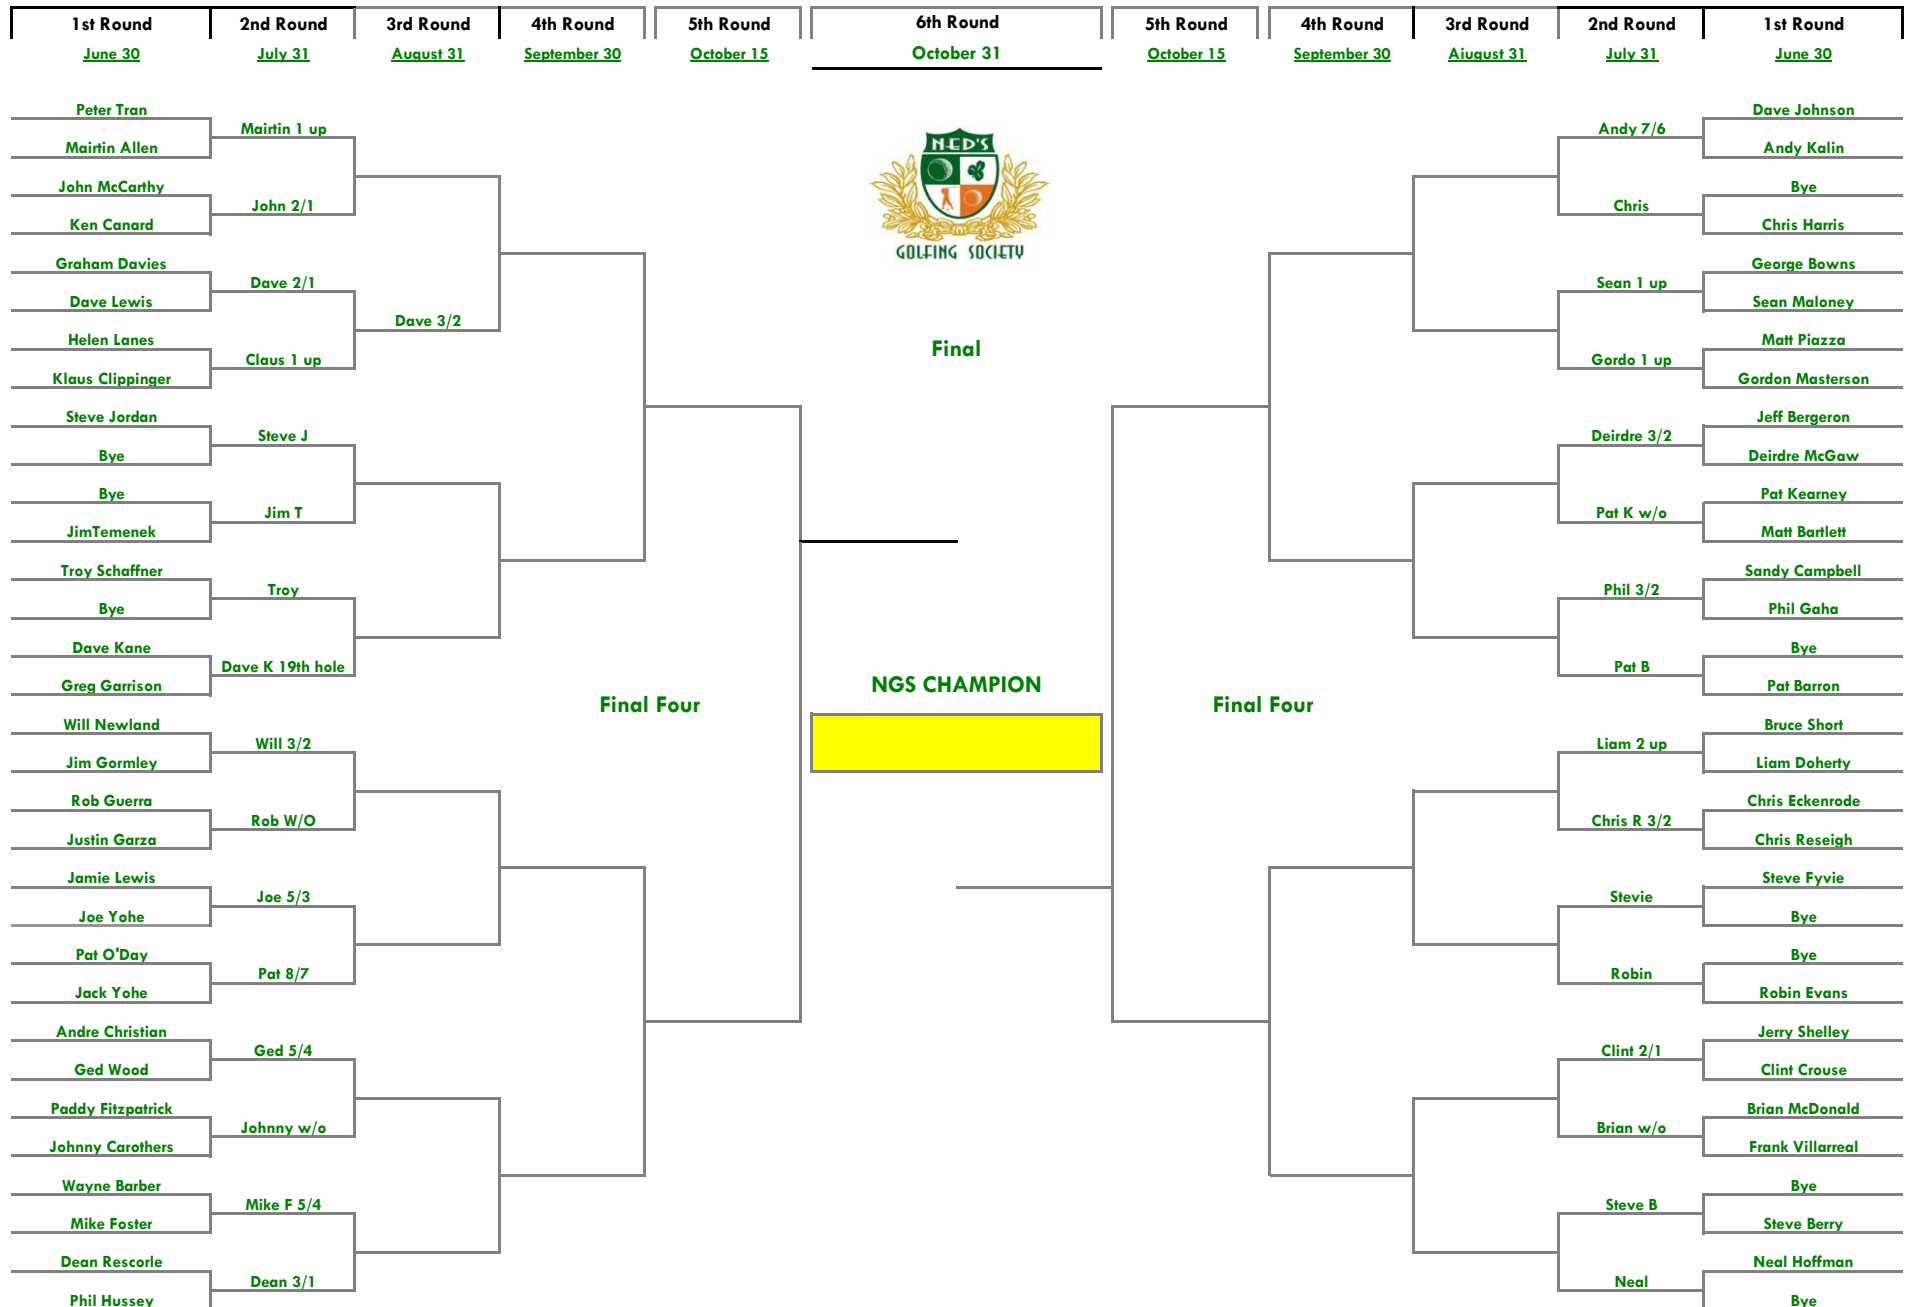 1st Round 2nd Round 3rd Round 4th Round 5th Round 6th Round 5th Round 4th Round 3rd Round 2nd Round 1st Round
June 30 July 31 August 31 September 30 October 15 October 31 October 15 September 30 Aiugust 31 July 31 June 30
Peter Tran
Mairtin 1 up
Mairtin Allen
John McCarthy
John 2/1
Ken Canard
Graham Davies
Dave 2/1
Dave Lewis
Dave 3/2
Helen Lanes
Claus 1 up
Klaus Clippinger
Steve Jordan
Steve J
Bye
Bye
Jim T
JimTemenek
Troy Schaffner
Troy
Bye
Dave Kane
Dave K 19th hole
Greg Garrison
Will Newland
Will 3/2
Jim Gormley
Rob Guerra
Rob W/O
Justin Garza
Jamie Lewis
Joe 5/3
Joe Yohe
Pat O'Day
Pat 8/7
Jack Yohe
Andre Christian
Ged 5/4
Ged Wood
Paddy Fitzpatrick
Johnny w/o
Johnny Carothers
Wayne Barber
Mike F 5/4
Mike Foster
Dean Rescorle
Dean 3/1
Phil Hussey
Final Four
NED'S
GOLFING SOCIETY
Final
NGS CHAMPION
Final Four
Dave Johnson
Andy 7/6
Andy Kalin
Bye
Chris
Chris Harris
George Bowns
Sean 1 up
Sean Maloney
Matt Piazza
Gordo 1 up
Gordon Masterson
Jeff Bergeron
Deirdre 3/2
Deirdre McGaw
Pat Kearney
Pat K w/o
Matt Bartlett
Sandy Campbell
Phil 3/2
Phil Gaha
Bye
Pat B
Pat Barron
Bruce Short
Liam 2 up
Liam Doherty
Chris Eckenrode
Chris R 3/2
Chris Reseigh
Steve Fyvie
Stevie
Bye
Bye
Robin
Robin Evans
Jerry Shelley
Clint 2/1
Clint Crouse
Brian McDonald
Brian w/o
Frank Villarreal
Bye
Steve B
Steve Berry
Neal Hoffman
Neal
Bye